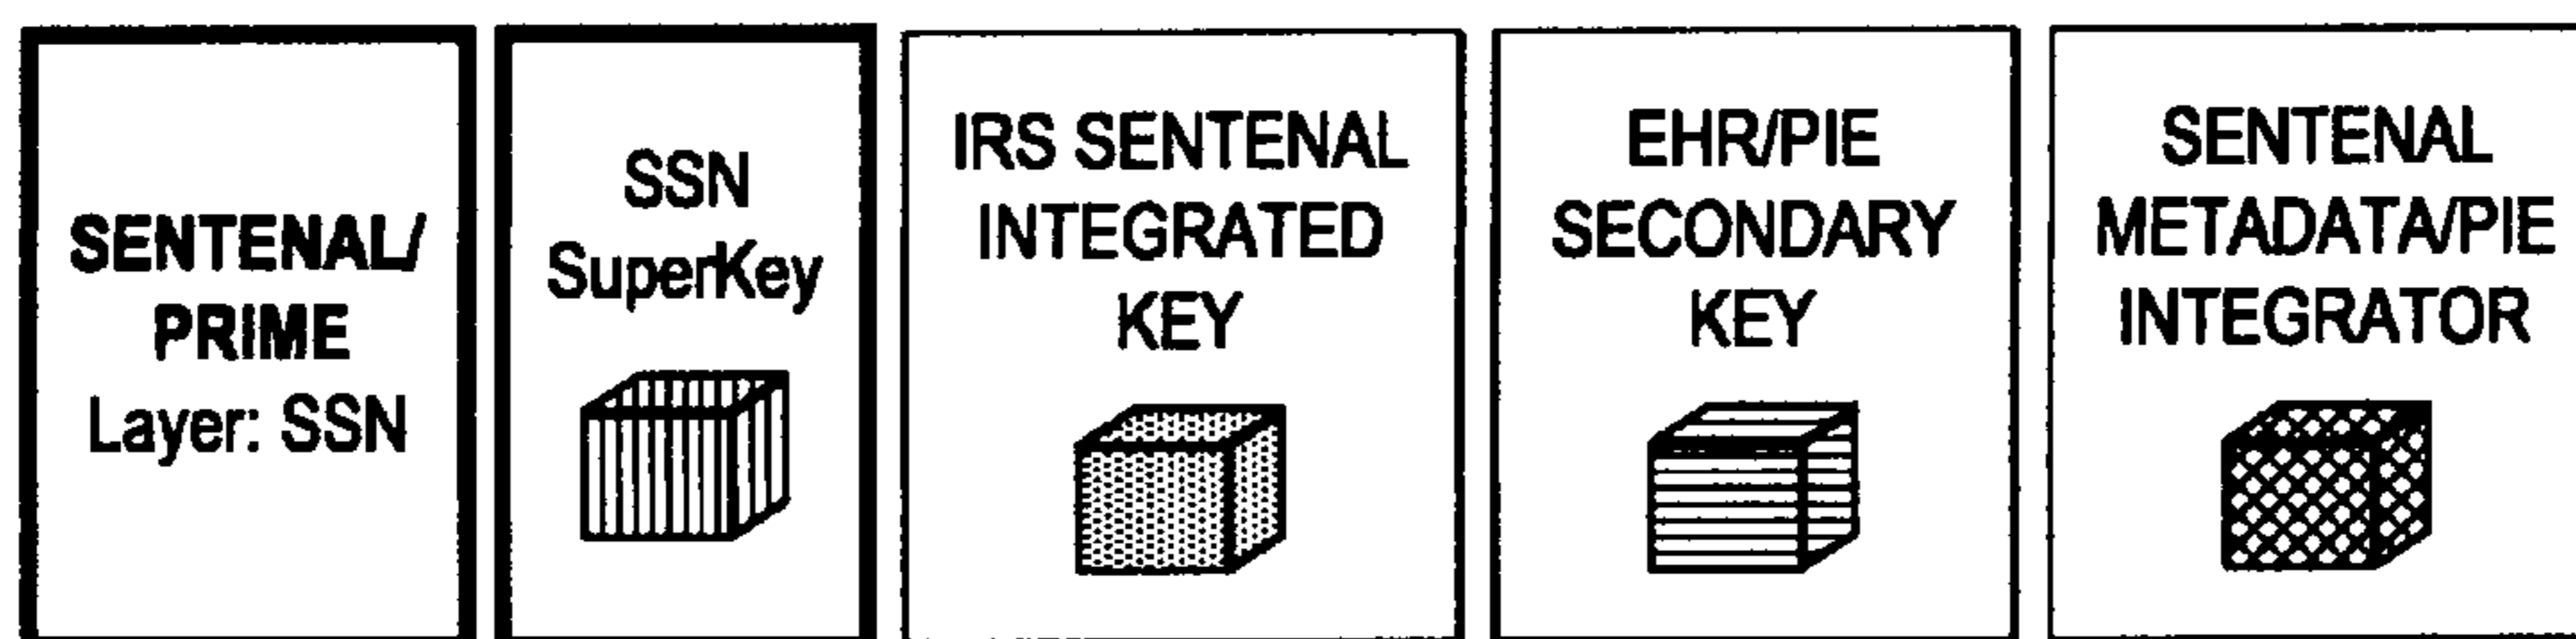 SENTENAL/
PRIME
Layer: SSN
SSN
SuperKey
IRS SENTENAL
INTEGRATED
KEY
EHR/PIE
SECONDARY
KEY
SENTENAL
METADATA/PIE
INTEGRATOR